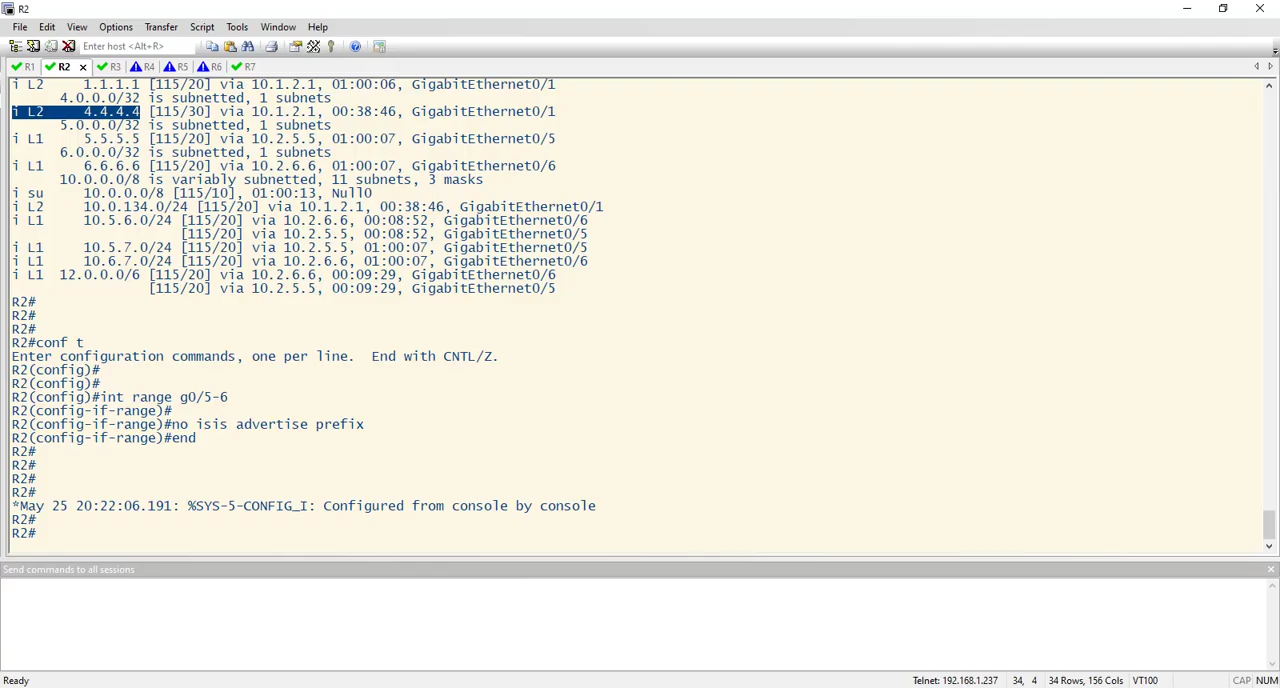 R2
File Edit View Options Transfer Script Tools Window Help
Enter host <Alt+R>
R1 R2 × R3 R4 R5 R6 R7
i L2     1.1.1.1 [115/20] via 10.1.2.1, 01:00:06, GigabitEthernet0/1
      4.0.0.0/32 is subnetted, 1 subnets
i L2     4.4.4.4 [115/30] via 10.1.2.1, 00:38:46, GigabitEthernet0/1
      5.0.0.0/32 is subnetted, 1 subnets
i L1     5.5.5.5 [115/20] via 10.2.5.5, 01:00:07, GigabitEthernet0/5
      6.0.0.0/32 is subnetted, 1 subnets
i L1     6.6.6.6 [115/20] via 10.2.6.6, 01:00:07, GigabitEthernet0/6
      10.0.0.0/8 is variably subnetted, 11 subnets, 3 masks
i su     10.0.0.0/8 [115/10], 01:00:13, Null0
i L2     10.0.134.0/24 [115/20] via 10.1.2.1, 00:38:46, GigabitEthernet0/1
i L1     10.5.6.0/24 [115/20] via 10.2.6.6, 00:08:52, GigabitEthernet0/6
                     [115/20] via 10.2.5.5, 00:08:52, GigabitEthernet0/5
i L1     10.5.7.0/24 [115/20] via 10.2.5.5, 01:00:07, GigabitEthernet0/5
i L1     10.6.7.0/24 [115/20] via 10.2.6.6, 01:00:07, GigabitEthernet0/6
i L1  12.0.0.0/6 [115/20] via 10.2.6.6, 00:09:29, GigabitEthernet0/6
                 [115/20] via 10.2.5.5, 00:09:29, GigabitEthernet0/5
R2#
R2#
R2#
R2#conf t
Enter configuration commands, one per line.  End with CNTL/Z.
R2(config)#
R2(config)#
R2(config)#int range g0/5-6
R2(config-if-range)#
R2(config-if-range)#no isis advertise prefix
R2(config-if-range)#end
R2#
R2#
R2#
R2#
*May 25 20:22:06.191: %SYS-5-CONFIG_I: Configured from console by console
R2#
R2#
Send commands to all sessions ×
Ready Telnet: 192.168.1.237 34, 4 34 Rows, 156 Cols VT100 CAP NUM